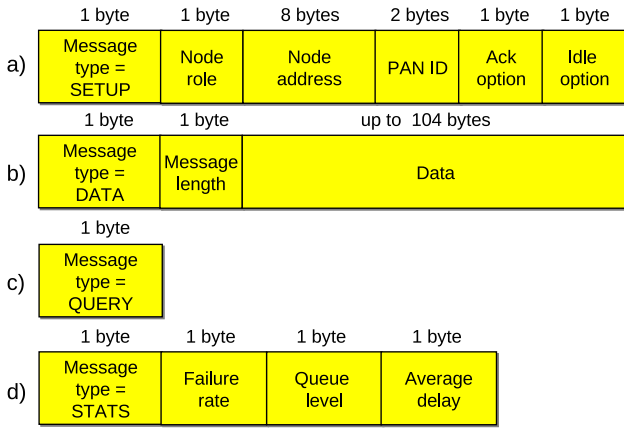 1 byte 1 byte 8 bytes 2 bytes 1 byte 1 byte
a)
Message
type =
SETUP
Node
role
Node
address
PAN ID
Ack
option
Idle
option
1 byte 1 byte up to 104 bytes
b)
Message
type =
DATA
Message
length
Data
1 byte
c)
Message
type =
QUERY
1 byte 1 byte 1 byte 1 byte
d)
Message
type =
STATS
Failure
rate
Queue
level
Average
delay